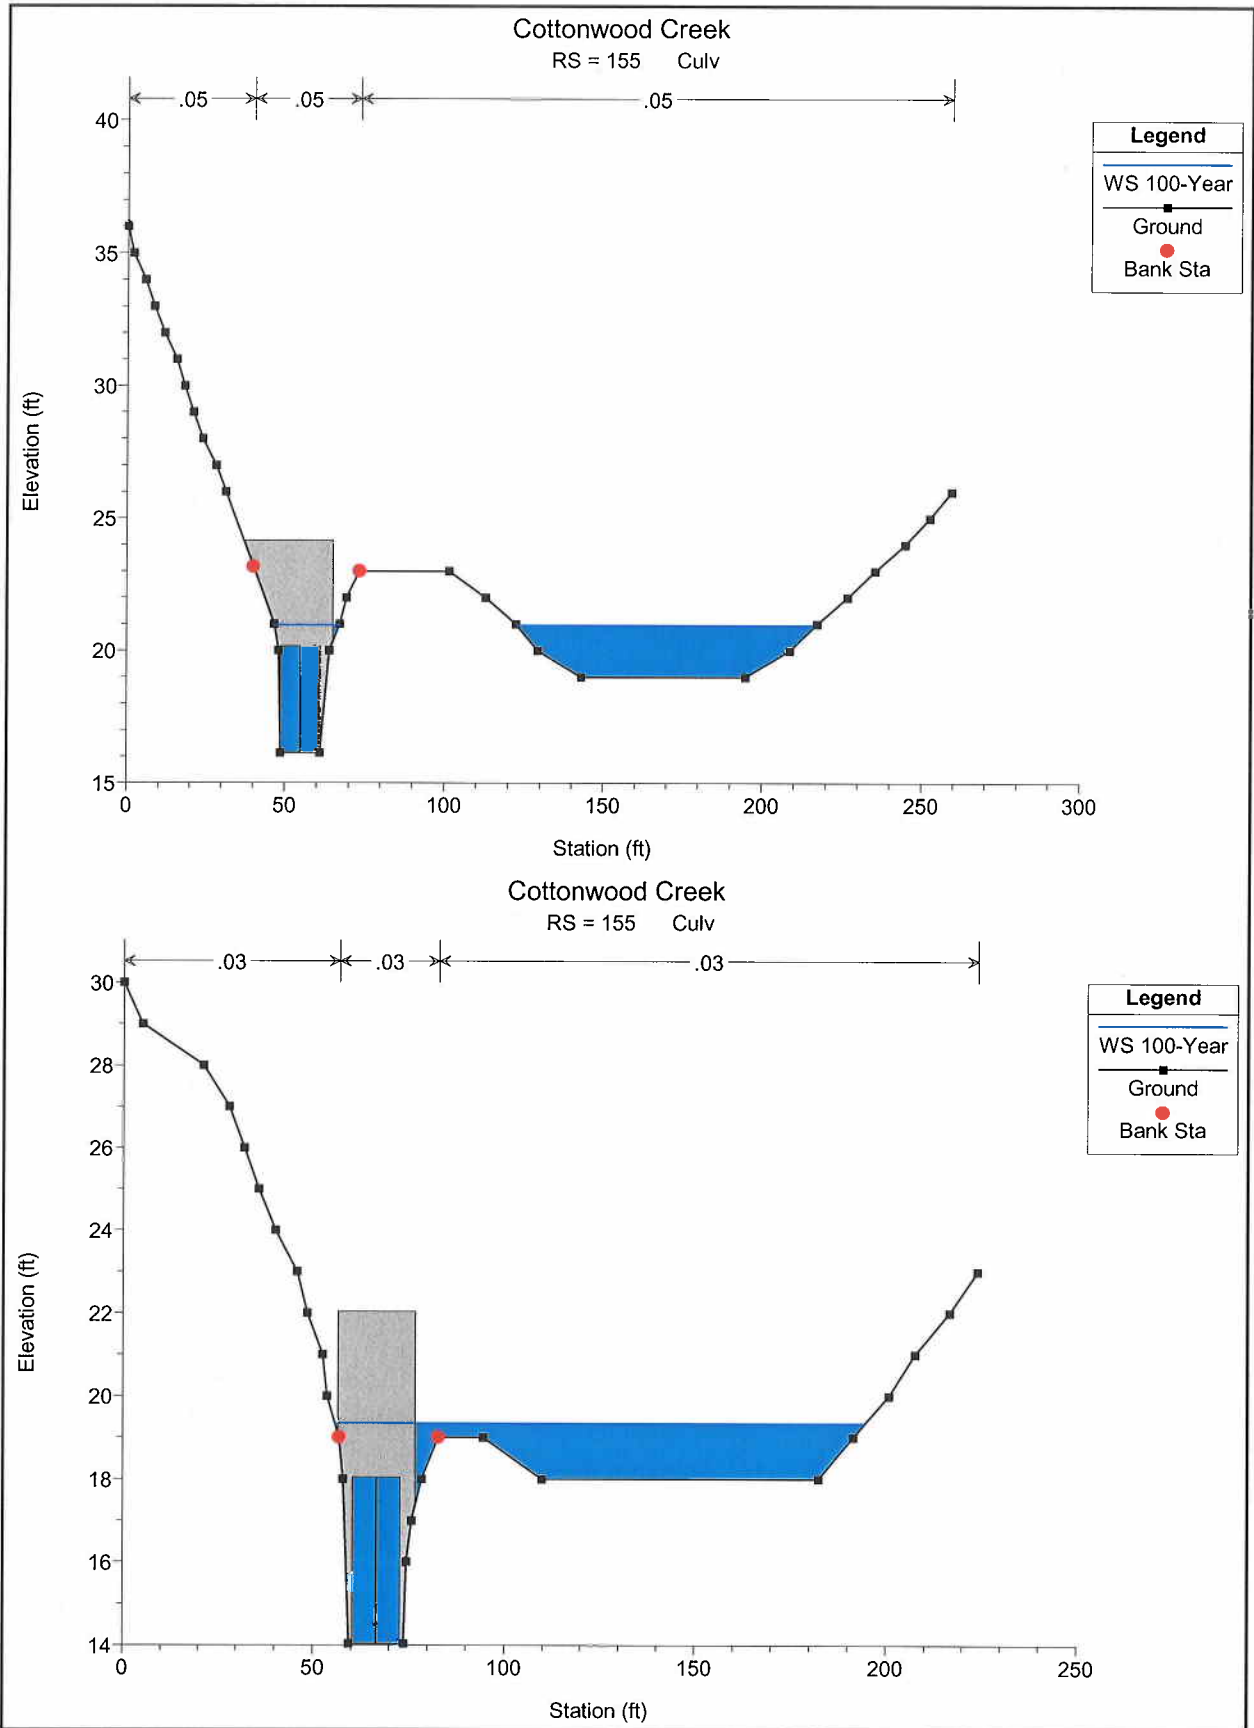 Cottonwood Creek
RS = 155 Culv
.05 .05 .05
40
35
30
25
20
15
Elevation (ft)
0 50 100 150 200 250 300
Station (ft)
Legend
WS 100-Year
Ground
Bank Sta
Cottonwood Creek
RS = 155 Culv
.03 .03 .03
30
28
26
24
22
20
18
16
14
Elevation (ft)
0 50 100 150 200 250
Station (ft)
Legend
WS 100-Year
Ground
Bank Sta